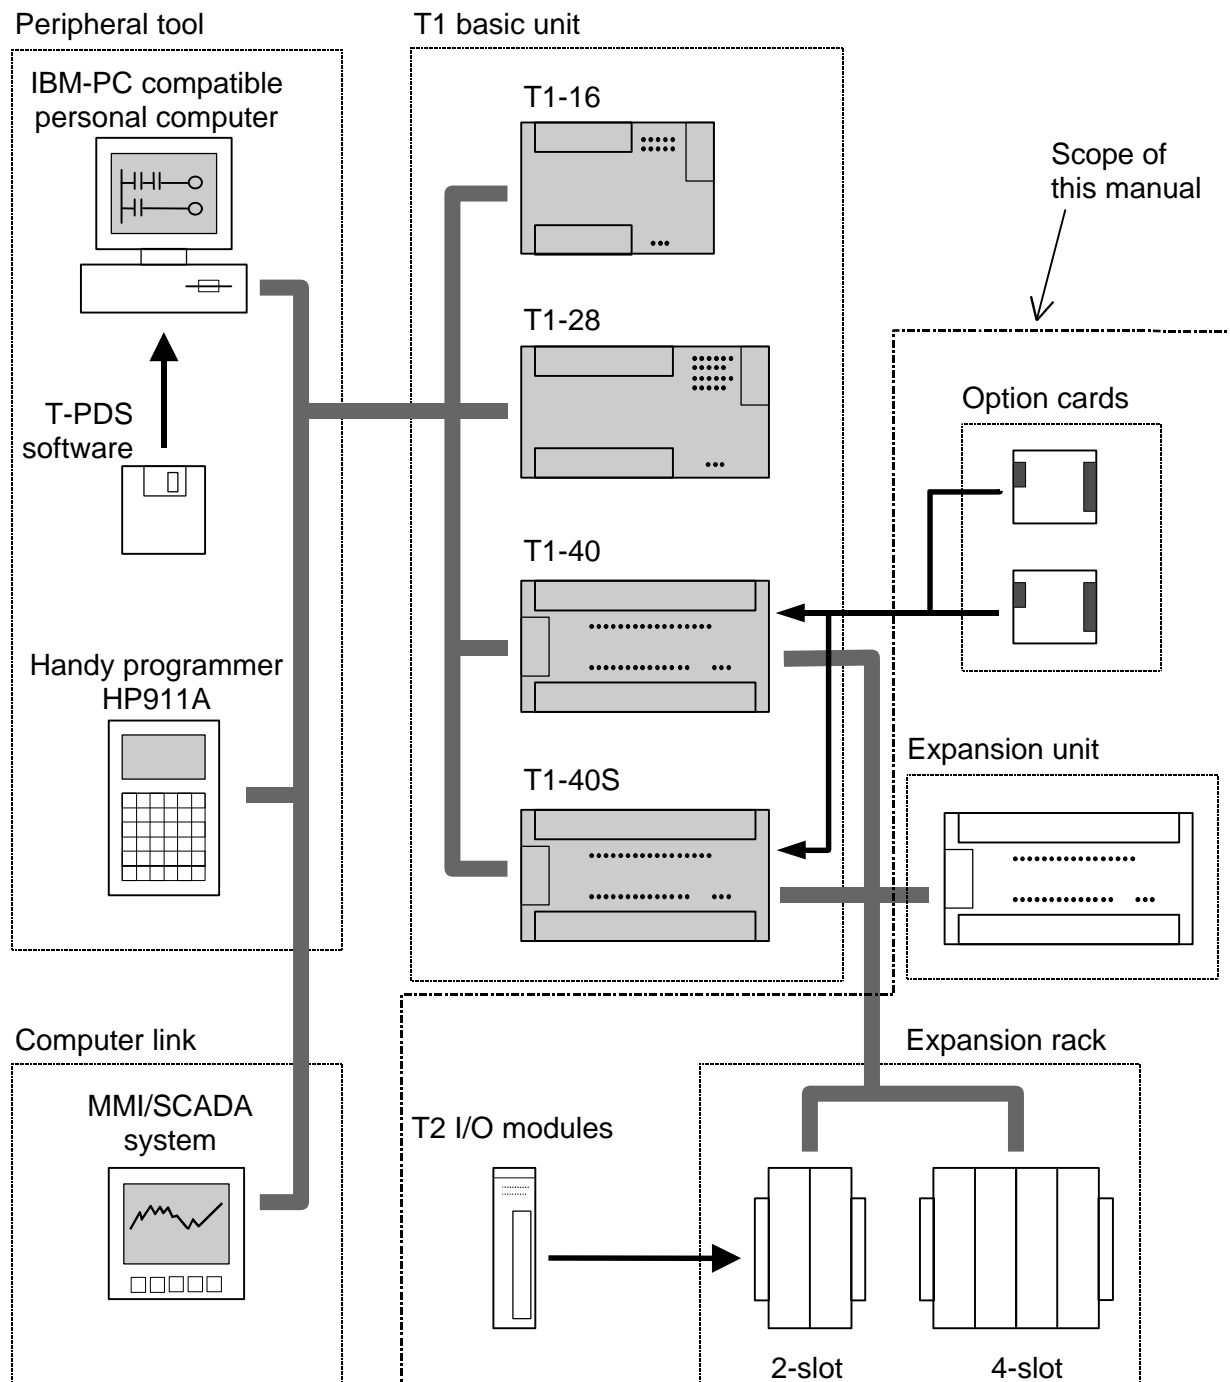 Peripheral tool
IBM-PC compatible
personal computer
T-PDS
software
Handy programmer
HP911A
Computer link
MMI/SCADA
system
T1 basic unit
T1-16
T1-28
T1-40
T1-40S
Scope of
this manual
Option cards
Expansion unit
Expansion rack
T2 I/O modules
2-slot
4-slot